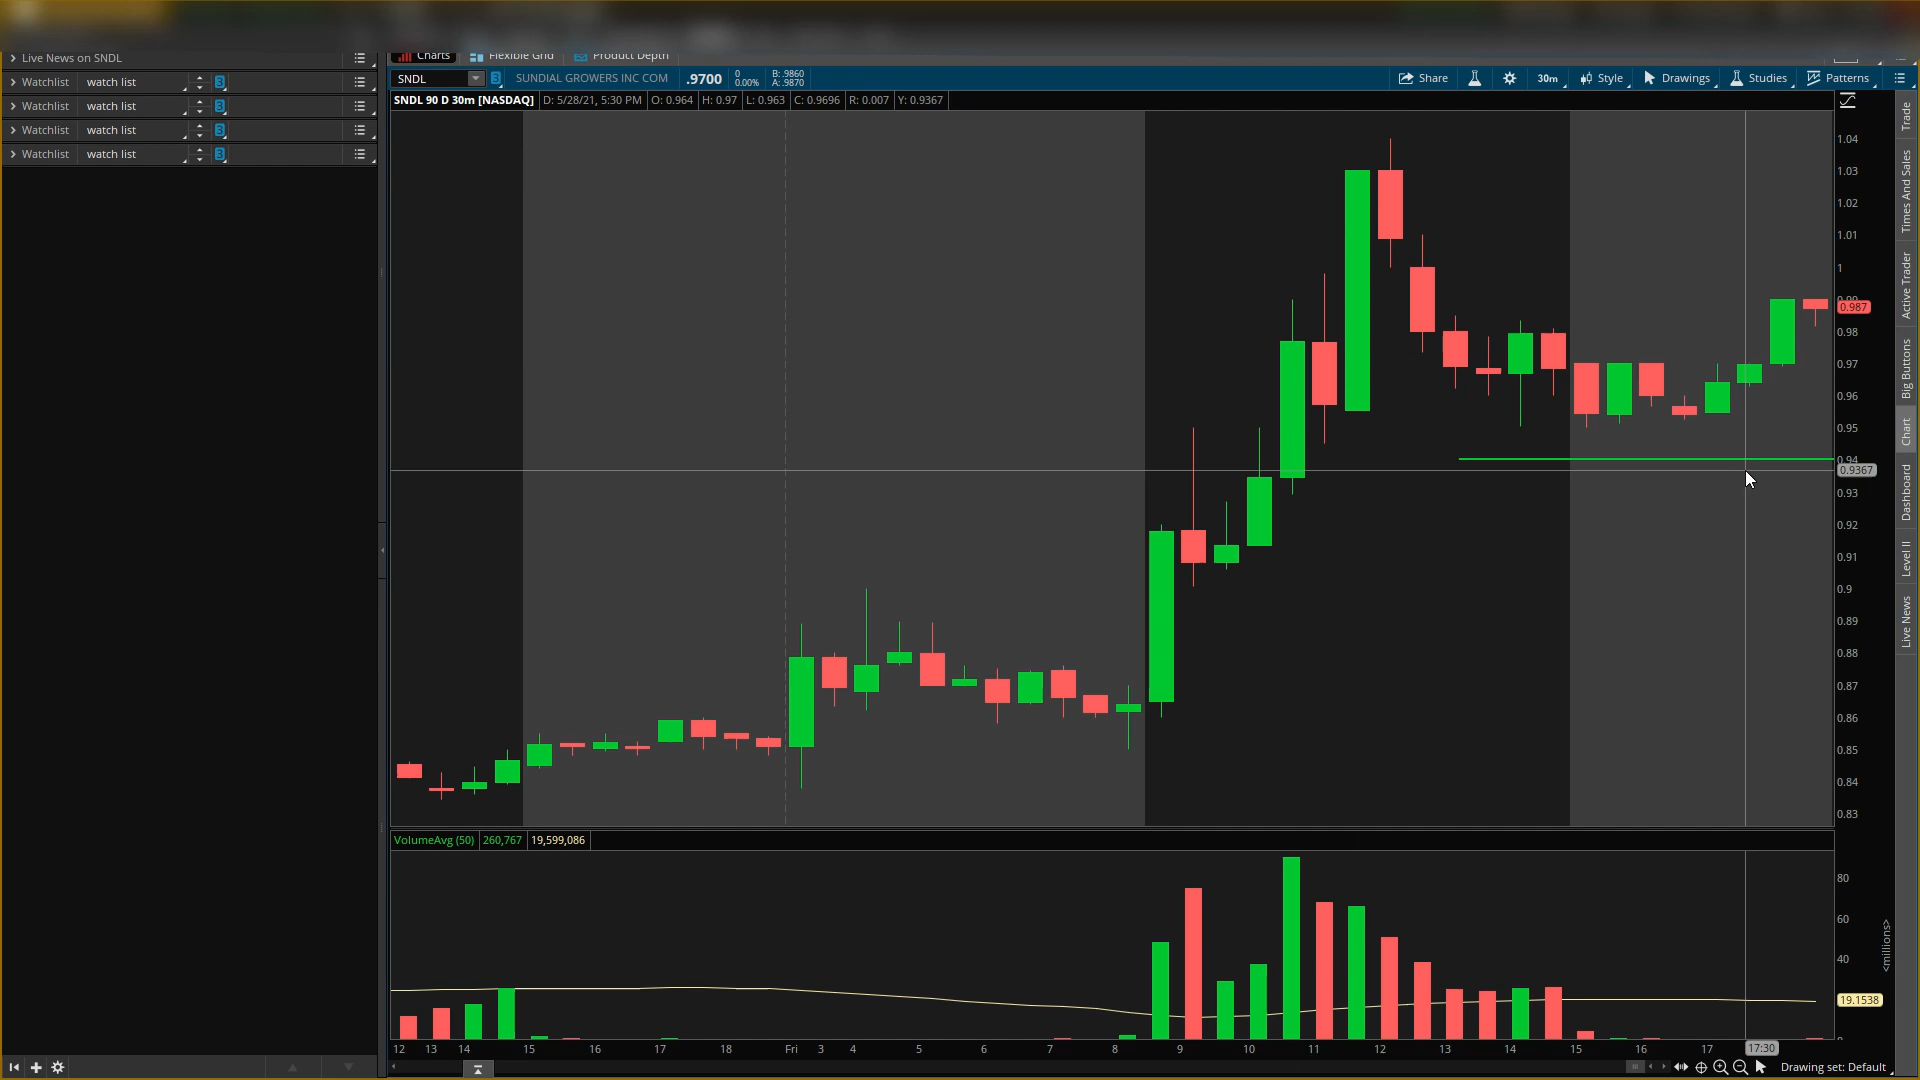 Charts Flexible Grid Product Depth
Live News on SNDL
Watchlist watch list 3
Watchlist watch list 3
Watchlist watch list 3
Watchlist watch list 3
SNDL 3 SUNDIAL GROWERS INC COM .9700 0 0.00% B: .9860 A: .9870 Share 30m Style Drawings Studies Patterns
SNDL 90 D 30m [NASDAQ] D: 5/28/21, 5:30 PM O: 0.964 H: 0.97 L: 0.963 C: 0.9696 R: 0.007 Y: 0.9367
1.04
1.03
1.02
1.01
1
0.99
0.987
0.98
0.97
0.96
0.95
0.94
0.9367
0.93
0.92
0.91
0.9
0.89
0.88
0.87
0.86
0.85
0.84
0.83
Trade
Times And Sales
Active Trader
Big Buttons
Chart
Dashboard
Level II
Live News
VolumeAvg (50) 260,767 19,599,086
80
60
40
<millions>
19.1538
0
12 13 14 15 16 17 18 Fri 3 4 5 6 7 8 9 10 11 12 13 14 15 16 17 17:30
Drawing set: Default